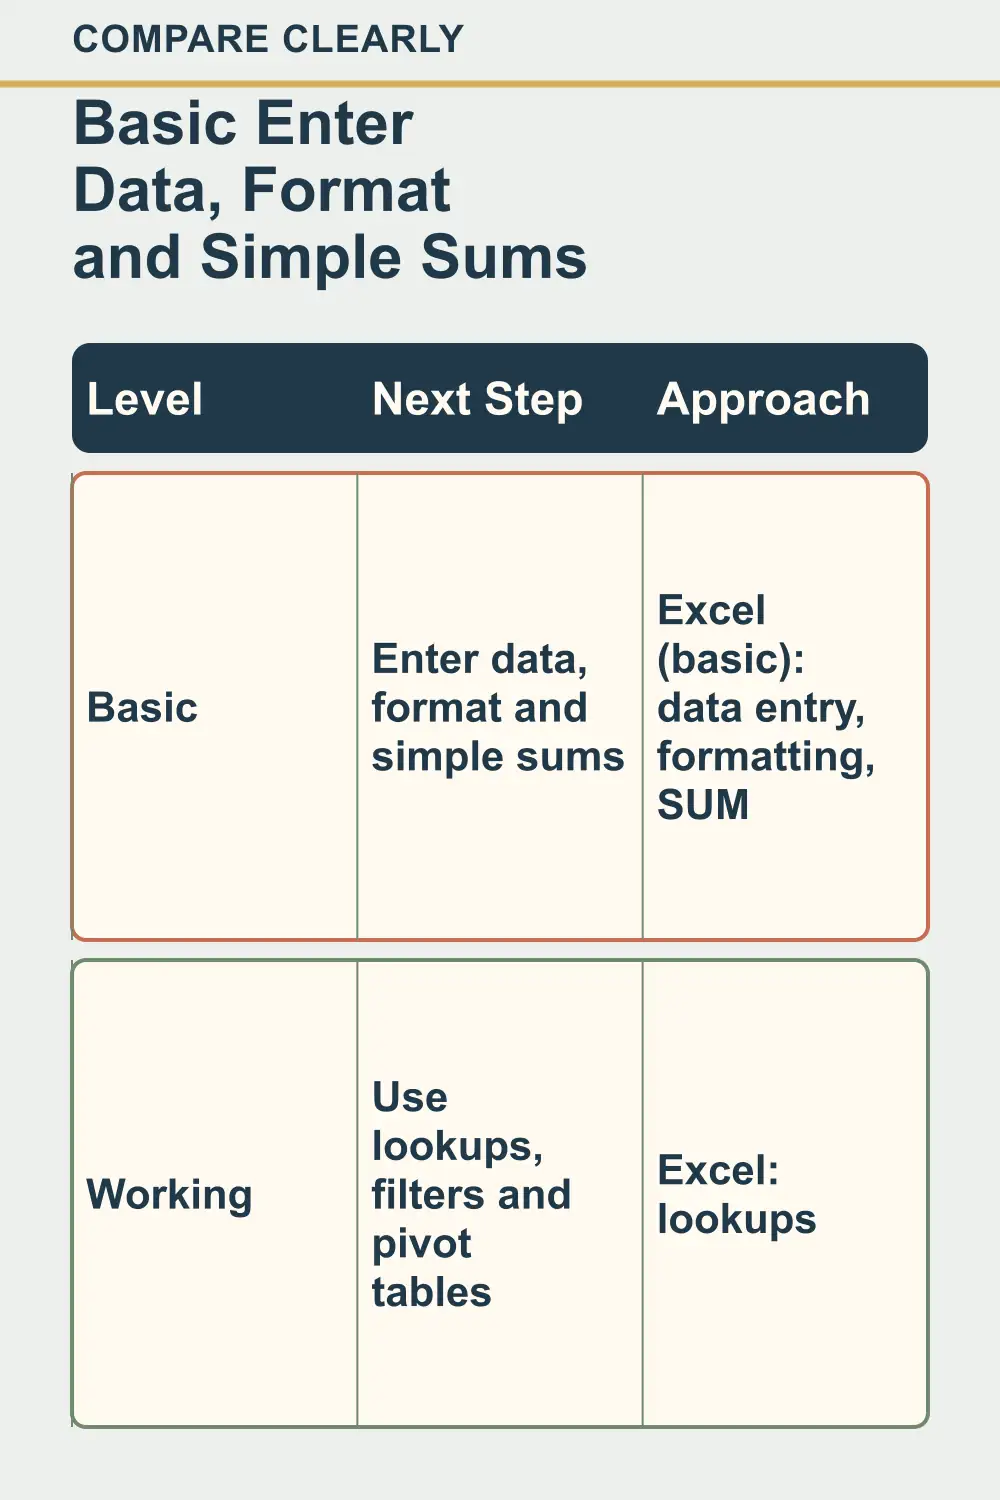 COMPARE CLEARLY
Basic Enter
Data, Format
and Simple Sums
Level Next Step Approach
Basic
Enter data,
format and
simple sums
Excel
(basic):
data entry,
formatting,
SUM
Working
Use
lookups,
filters and
pivot
tables
Excel:
lookups